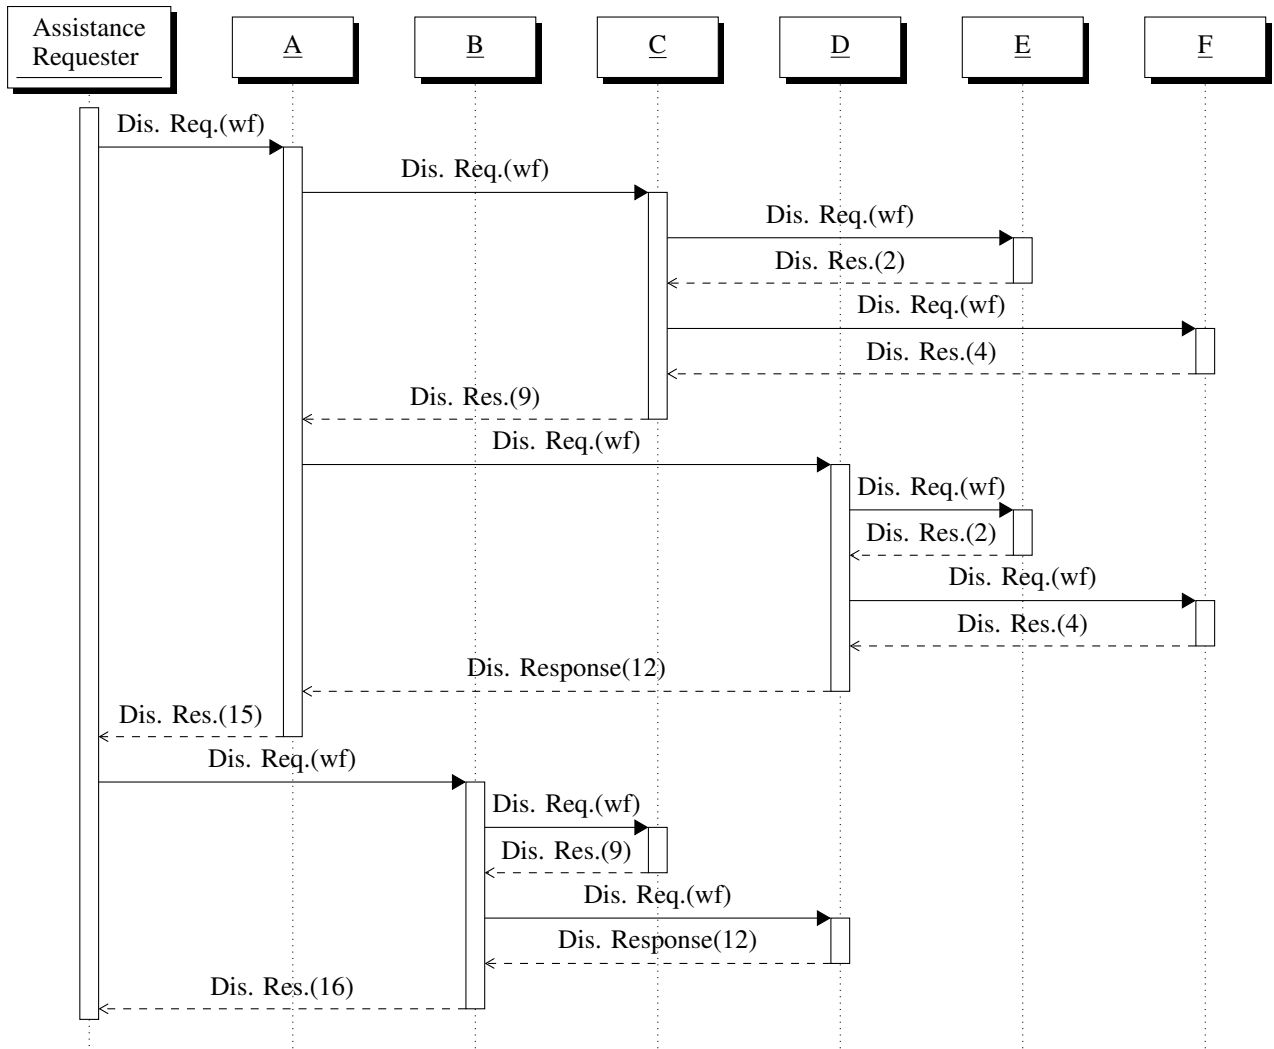 Assistance
Requester
A
B
C
D
E
F
Dis. Req.(wf)
Dis. Req.(wf)
Dis. Req.(wf)
Dis. Res.(2)
Dis. Req.(wf)
Dis. Res.(4)
Dis. Res.(9)
Dis. Req.(wf)
Dis. Req.(wf)
Dis. Res.(2)
Dis. Req.(wf)
Dis. Res.(4)
Dis. Response(12)
Dis. Res.(15)
Dis. Req.(wf)
Dis. Req.(wf)
Dis. Res.(9)
Dis. Req.(wf)
Dis. Response(12)
Dis. Res.(16)